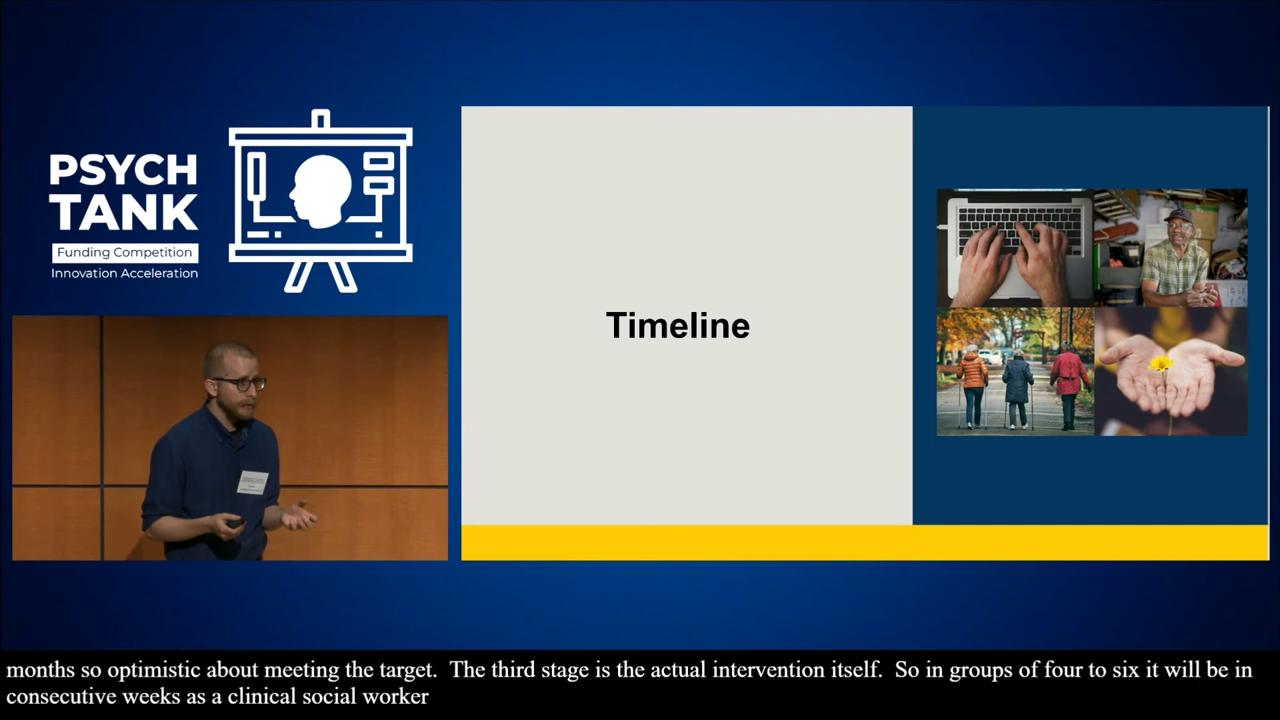 PSYCH
TANK
Funding Competition
Innovation Acceleration
Timeline
months so optimistic about meeting the target.  The third stage is the actual intervention itself.  So in groups of four to six it will be in
consecutive weeks as a clinical social worker